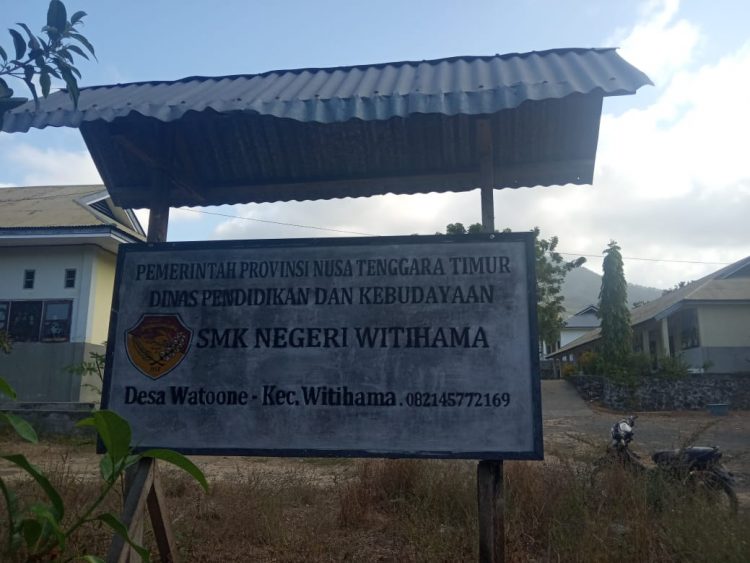 PEMERINTAH PROVINSI NUSA TENGGARA TIMUR
DINAS PENDIDIKAN DAN KEBUDAYAAN
SMK NEGERI WITIHAMA
Desa Watoone - Kec. Witihama. 082145772169